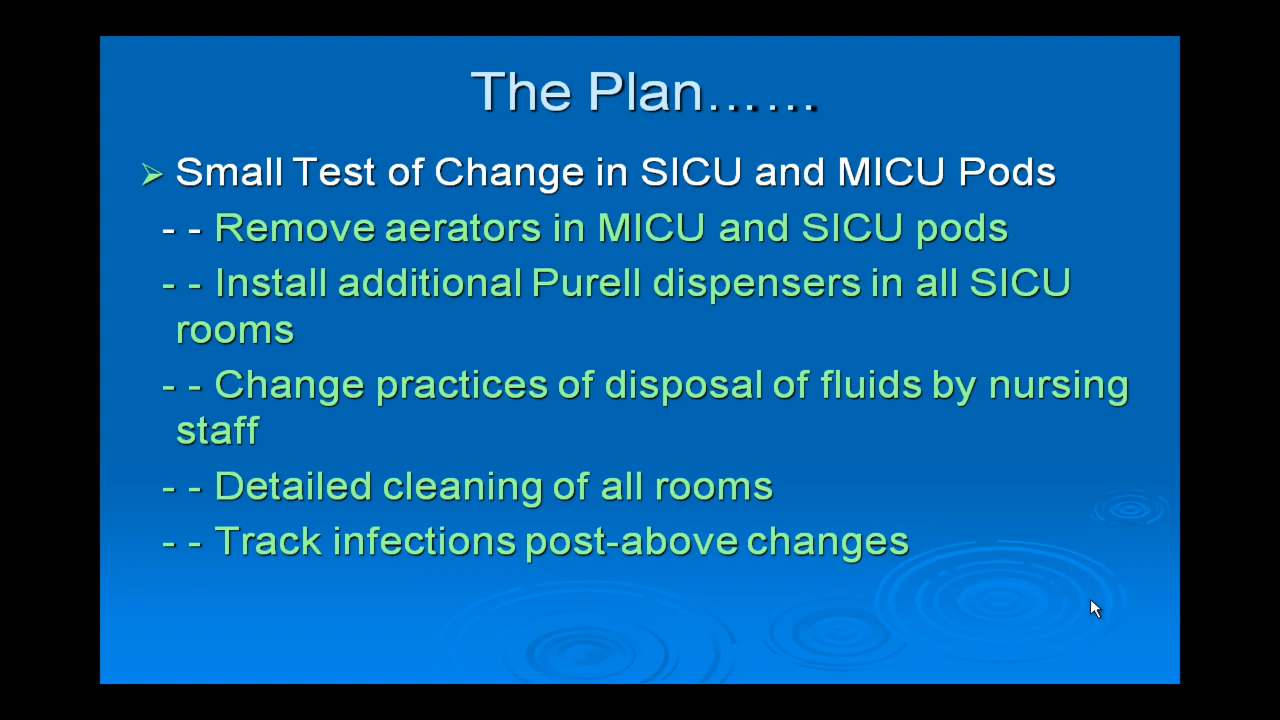 The Plan......
Small Test of Change in SICU and MICU Pods
- - Remove aerators in MICU and SICU pods
- - Install additional Purell dispensers in all SICU
rooms
- - Change practices of disposal of fluids by nursing
staff
- - Detailed cleaning of all rooms
- - Track infections post-above changes